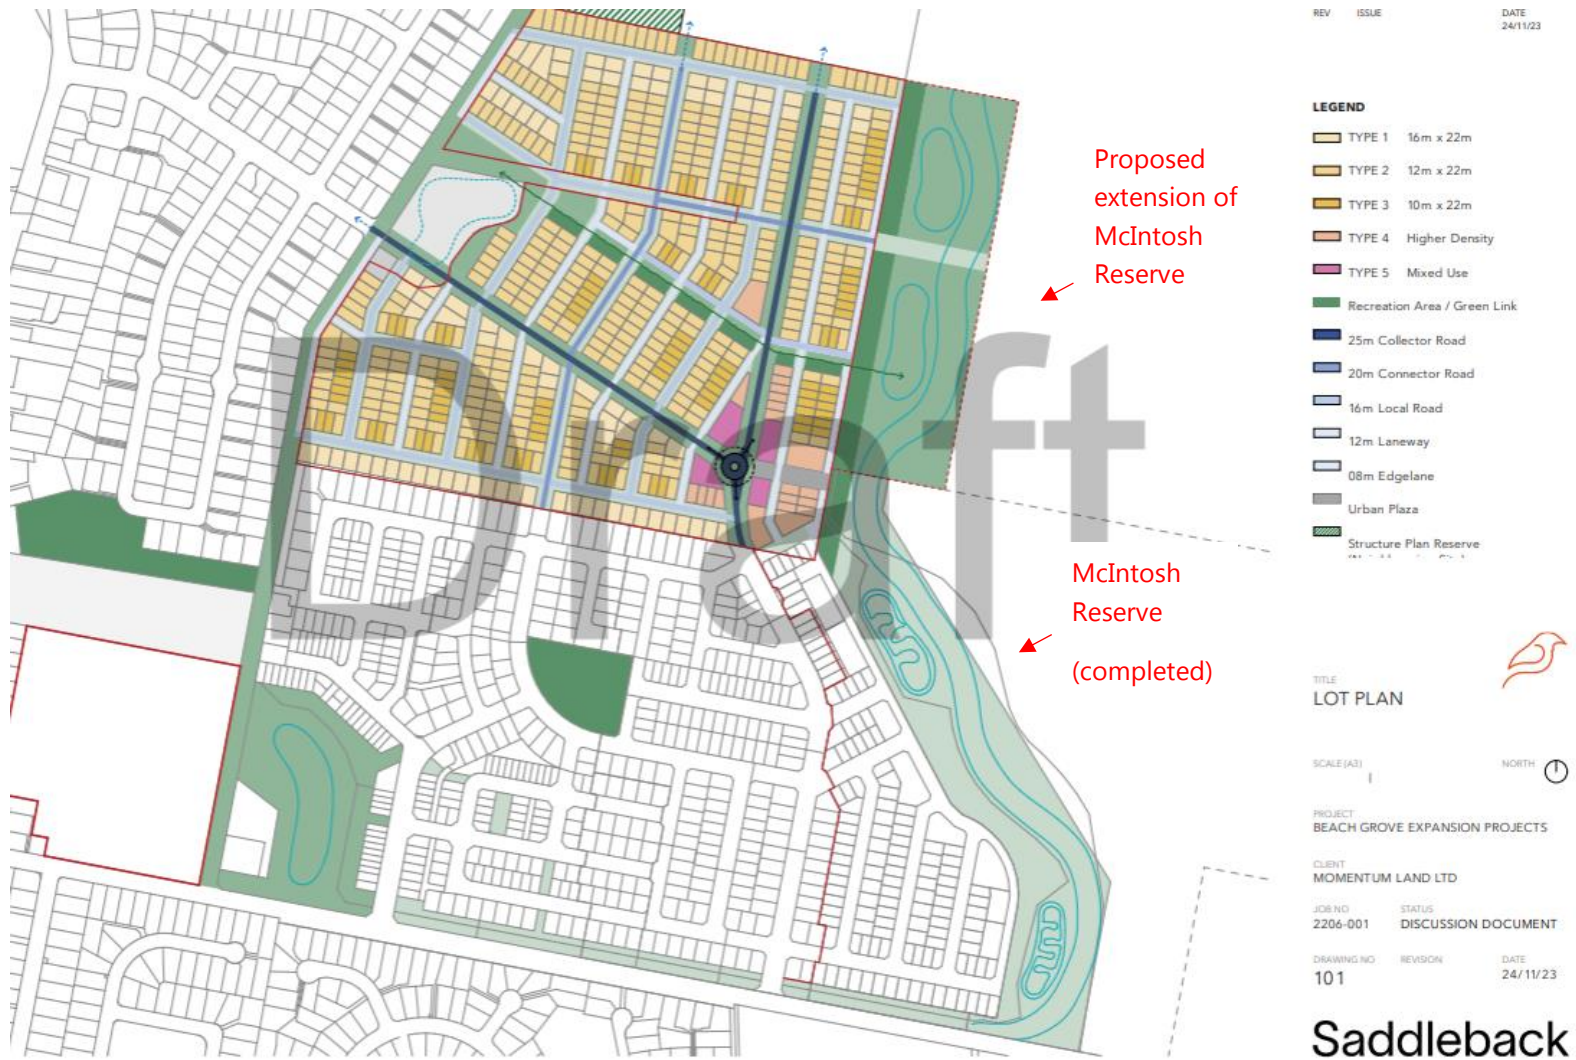 REV ISSUE DATE
24/11/23
LEGEND
TYPE 1 16m x 22m
TYPE 2 12m x 22m
TYPE 3 10m x 22m
TYPE 4 Higher Density
TYPE 5 Mixed Use
Recreation Area / Green Link
25m Collector Road
20m Connector Road
16m Local Road
12m Laneway
08m Edgelane
Urban Plaza
Structure Plan Reserve
Proposed
extension of
McIntosh
Reserve
Draft
McIntosh
Reserve
(completed)
TITLE
LOT PLAN
SCALE (A3) NORTH
PROJECT
BEACH GROVE EXPANSION PROJECTS
CLIENT
MOMENTUM LAND LTD
JOB NO STATUS
2206-001 DISCUSSION DOCUMENT
DRAWING NO REVISION DATE
101 24/11/23
Saddleback